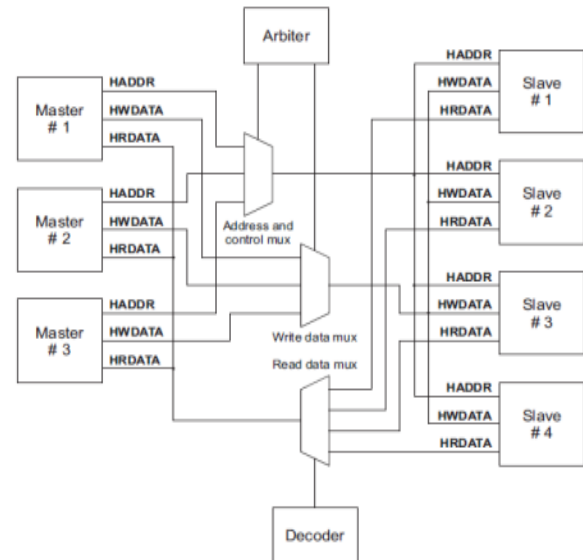 Arbiter
Master
# 1
HADDR
HWDATA
HRDATA
Master
# 2
HADDR
HWDATA
HRDATA
Master
# 3
HADDR
HWDATA
HRDATA
Address and
control mux
Write data mux
Read data mux
HADDR
HWDATA
HRDATA
Slave
# 1
HADDR
HWDATA
HRDATA
Slave
# 2
HADDR
HWDATA
HRDATA
Slave
# 3
HADDR
HWDATA
HRDATA
Slave
# 4
Decoder